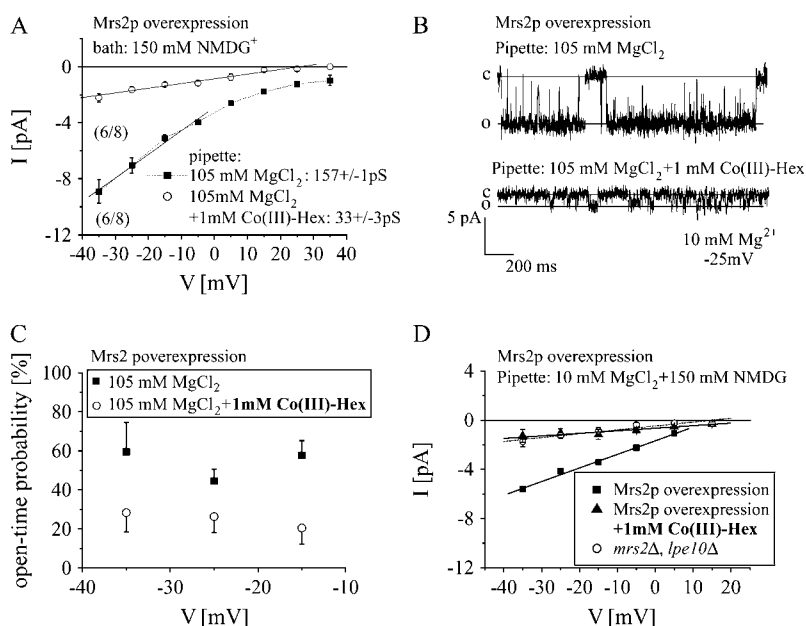 A
Mrs2p overexpression
bath: 150 mM NMDG+
0
-4
-8
-12
I [pA]
(6/8)
(6/8)
pipette:
105 mM MgCl2: 157+/-1pS
105mM MgCl2
+1mM Co(III)-Hex: 33+/-3pS
-40 -30 -20 -10 0 10 20 30 40
V [mV]
B
Mrs2p overexpression
Pipette: 105 mM MgCl2
c
o
Pipette: 105 mM MgCl2+1 mM Co(III)-Hex
c
o
5 pA
200 ms
10 mM Mg2+
-25mV
C
Mrs2 poverexpression
105 mM MgCl2
105 mM MgCl2+1mM Co(III)-Hex
100
80
60
40
20
0
open-time probability [%]
-40 -30 -20 -10
V [mV]
D
Mrs2p overexpression
Pipette: 10 mM MgCl2+150 mM NMDG
4
0
-4
-8
-12
I [pA]
Mrs2p overexpression
Mrs2p overexpression
+1mM Co(III)-Hex
mrs2Δ, lpe10Δ
-40 -30 -20 -10 0 10 20
V [mV]